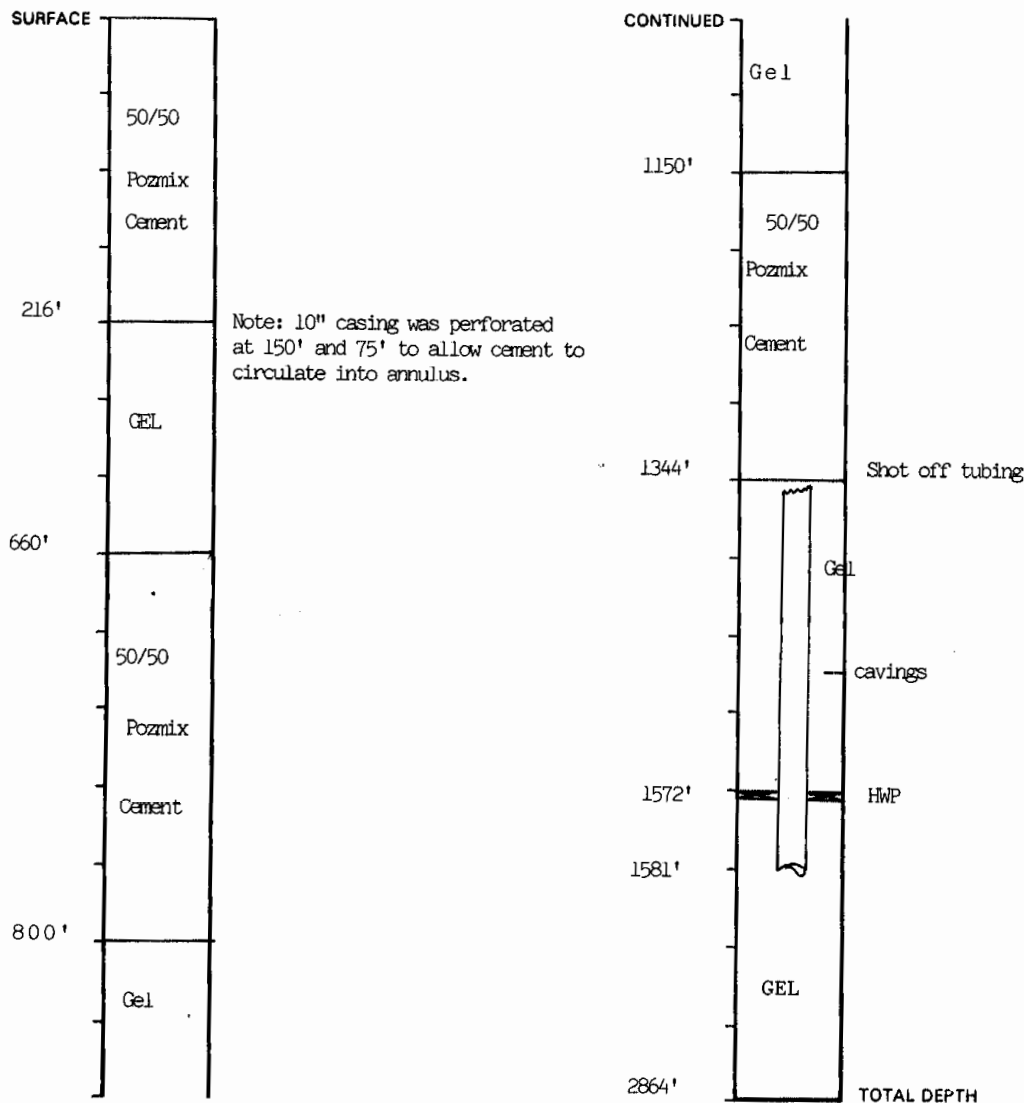 SURFACE
50/50
Pozmix
Cement
216'
Note: 10" casing was perforated
at 150' and 75' to allow cement to
circulate into annulus.
GEL
660'
50/50
Pozmix
Cement
800'
Gel
CONTINUED
Gel
1150'
50/50
Pozmix
Cement
1344'
Shot off tubing
Gel
cavings
1572'
HWP
1581'
GEL
2864'
TOTAL DEPTH